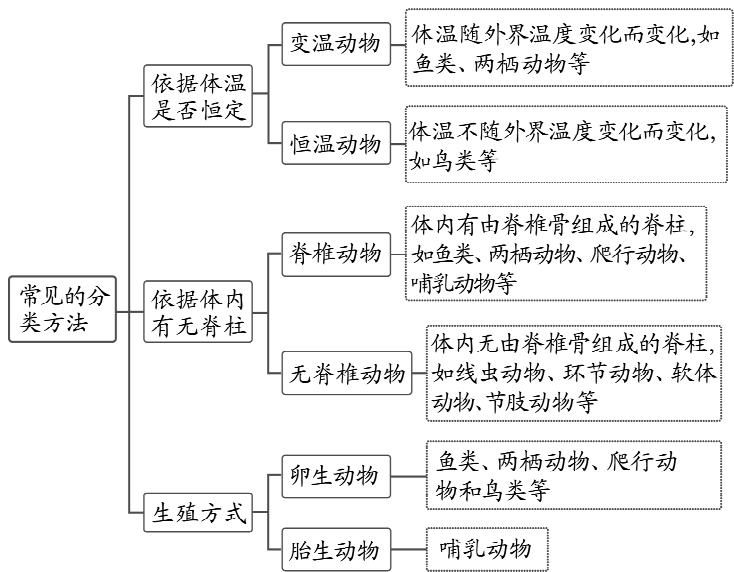 常见的分
类方法
依据体温
是否恒定
变温动物
体温随外界温度变化而变化,如
鱼类、两栖动物等
恒温动物
体温不随外界温度变化而变化,
如鸟类等
依据体内
有无脊柱
脊椎动物
体内有由脊椎骨组成的脊柱,
如鱼类、两栖动物、爬行动物、
哺乳动物等
无脊椎动物
体内无由脊椎骨组成的脊柱,
如线虫动物、环节动物、软体
动物、节肢动物等
生殖方式
卵生动物
鱼类、两栖动物、爬行动
物和鸟类等
胎生动物
哺乳动物